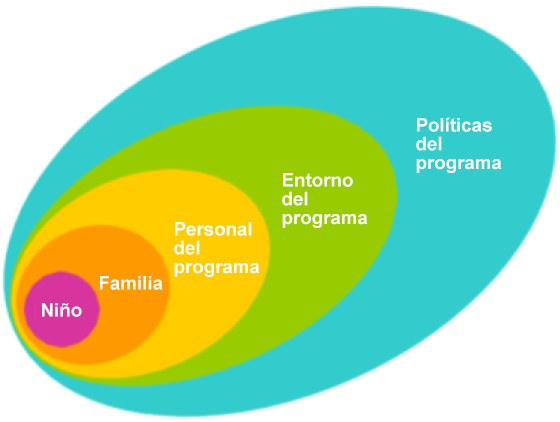 Políticas
del
programa
Entorno
del
programa
Personal
del
programa
Familia
Niño